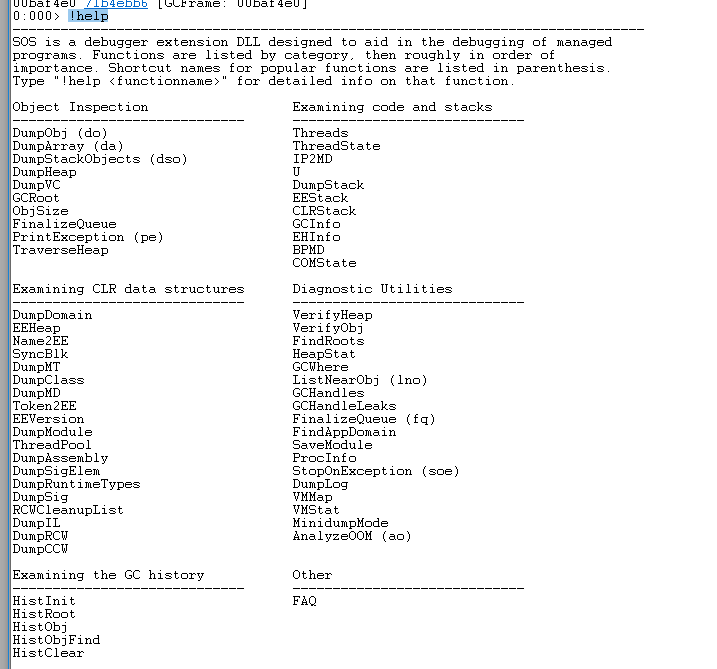 00baf4e0 71b4ebb6 [GCFrame: 00baf4e0]
0:000> !help
-------------------------------------------------------------------------------
SOS is a debugger extension DLL designed to aid in the debugging of managed
programs. Functions are listed by category, then roughly in order of
importance. Shortcut names for popular functions are listed in parenthesis.
Type "!help <functionname>" for detailed info on that function.
Object Inspection                  Examining code and stacks
-----------------------------      -----------------------------
DumpObj (do)                       Threads
DumpArray (da)                     ThreadState
DumpStackObjects (dso)             IP2MD
DumpHeap                           U
DumpVC                             DumpStack
GCRoot                             EEStack
ObjSize                            CLRStack
FinalizeQueue                      GCInfo
PrintException (pe)                EHInfo
TraverseHeap                       BPMD
                                   COMState
Examining CLR data structures      Diagnostic Utilities
-----------------------------      -----------------------------
DumpDomain                         VerifyHeap
EEHeap                             VerifyObj
Name2EE                            FindRoots
SyncBlk                            HeapStat
DumpMT                             GCWhere
DumpClass                          ListNearObj (lno)
DumpMD                             GCHandles
Token2EE                           GCHandleLeaks
EEVersion                          FinalizeQueue (fq)
DumpModule                         FindAppDomain
ThreadPool                         SaveModule
DumpAssembly                       ProcInfo
DumpSigElem                        StopOnException (soe)
DumpRuntimeTypes                   DumpLog
DumpSig                            VMMap
RCWCleanupList                     VMStat
DumpIL                             MinidumpMode
DumpRCW                            AnalyzeOOM (ao)
DumpCCW
Examining the GC history           Other
-----------------------------      -----------------------------
HistInit                           FAQ
HistRoot
HistObj
HistObjFind
HistClear